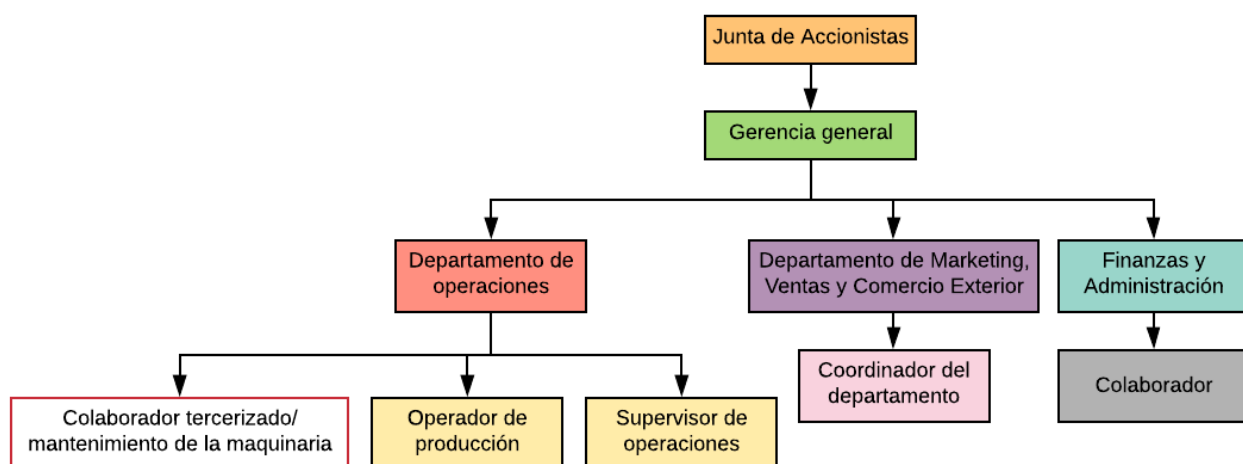 Junta de Accionistas
Gerencia general
Departamento de
operaciones
Departamento de Marketing,
Ventas y Comercio Exterior
Finanzas y
Administración
Coordinador del
departamento
Colaborador
Colaborador tercerizado/
mantenimiento de la maquinaria
Operador de
producción
Supervisor de
operaciones